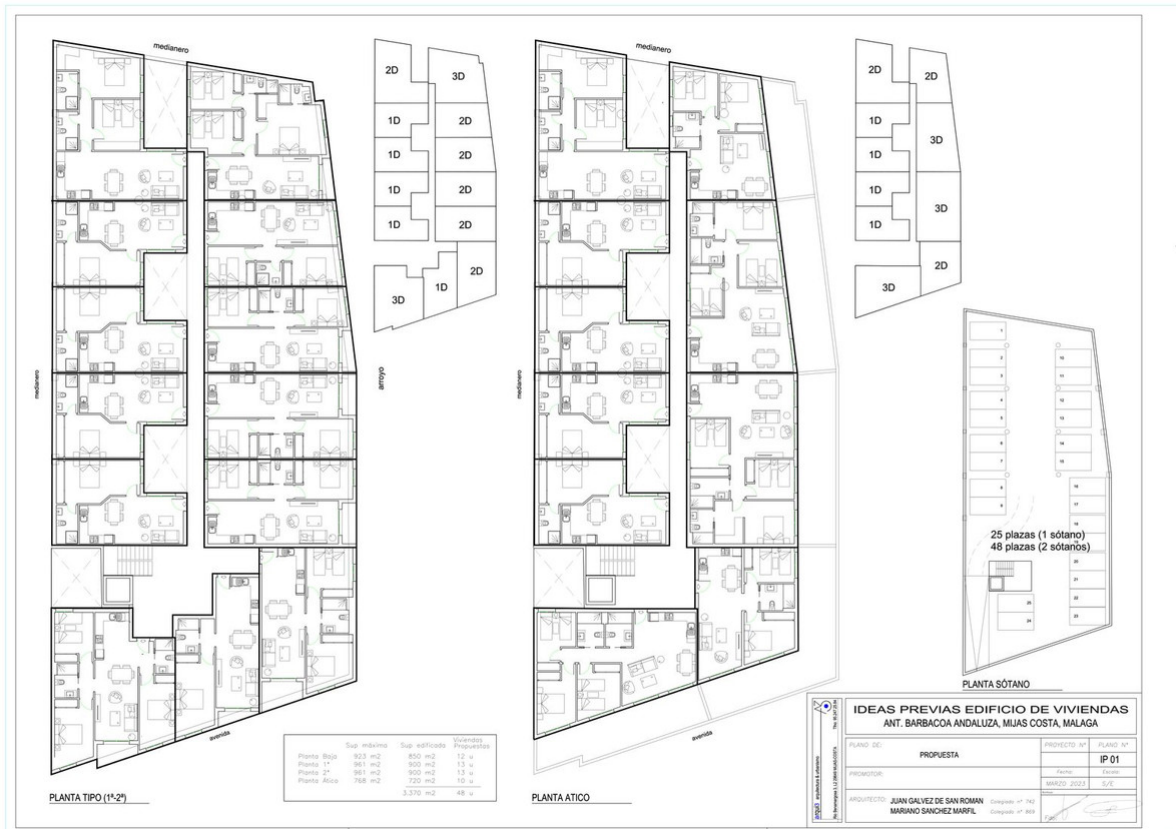 medianero
medianero
2D
3D
1D
2D
1D
2D
1D
2D
1D
2D
2D
3D
1D
2D
2D
1D
3D
1D
1D
3D
1D
2D
3D
medianero
arroyo
medianero
25 plazas (1 sótano)
48 plazas (2 sótanos)
PLANTA SÓTANO
avenida
avenida
Sup máxima Sup edificada Viviendas Propuestas
Planta Baja 923 m2 850 m2 12 u
Planta 1ª 961 m2 900 m2 13 u
Planta 2ª 961 m2 900 m2 13 u
Planta Atico 768 m2 720 m2 10 u
3.370 m2 48 u
PLANTA TIPO (1ª-2ª)
PLANTA ATICO
IDEAS PREVIAS EDIFICIO DE VIVIENDAS
ANT. BARBACOA ANDALUZA, MIJAS COSTA, MALAGA
PLANO DE:
PROPUESTA
PROYECTO Nº
PLANO Nº
IP 01
PROMOTOR:
Fecha:
Escala:
MARZO 2023
S/E
ARQUITECTO:
JUAN GALVEZ DE SAN ROMAN
MARIANO SANCHEZ MARFIL
arquitectura & urbanismo